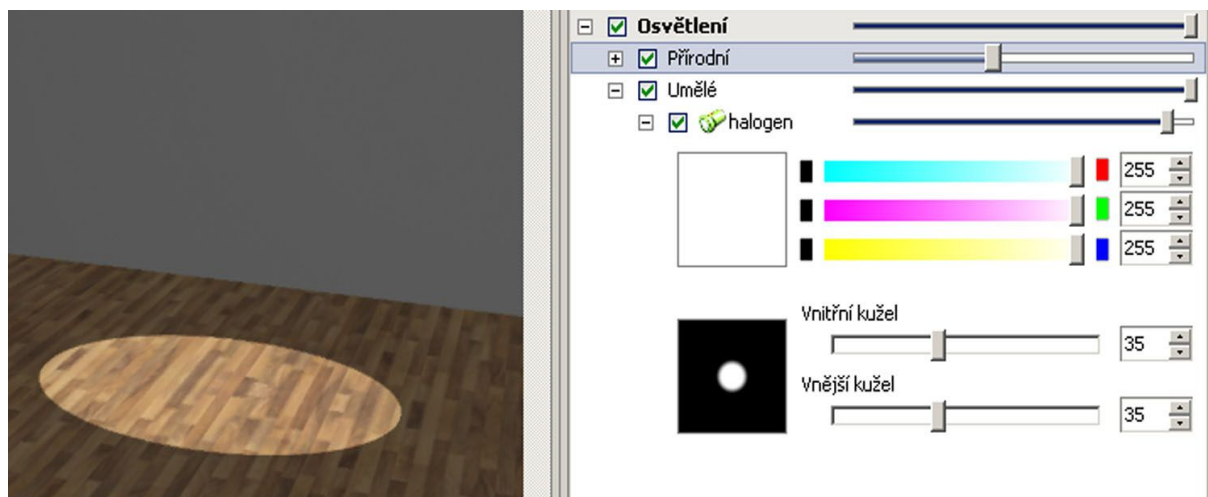 Osvětlení
Přírodní
Umělé
halogen
255
255
255
Vnitřní kužel
35
Vnější kužel
35